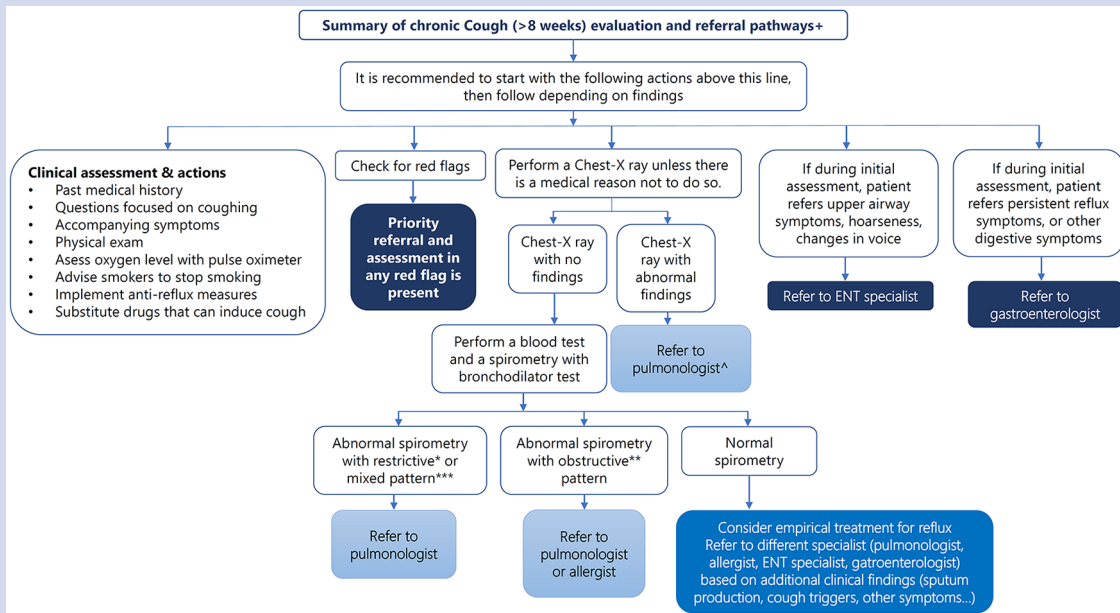 Summary of chronic Cough (>8 weeks) evaluation and referral pathways+
It is recommended to start with the following actions above this line,
then follow depending on findings
Clinical assessment & actions
• Past medical history
• Questions focused on coughing
• Accompanying symptoms
• Physical exam
• Asess oxygen level with pulse oximeter
• Advise smokers to stop smoking
• Implement anti-reflux measures
• Substitute drugs that can induce cough
Check for red flags
Priority
referral and
assessment in
any red flag is
present
Perform a Chest-X ray unless there
is a medical reason not to do so.
Chest-X
ray with no
findings
Chest-X
ray with
abnormal
findings
If during initial
assessment, patient
refers upper airway
symptoms, hoarseness,
changes in voice
Refer to ENT specialist
If during initial
assessment, patient
refers persistent reflux
symptoms, or other
digestive symptoms
Refer to
gastroenterologist
Perform a blood test
and a spirometry with
bronchodilator test
Refer to
pulmonologist^
Abnormal spirometry
with restrictive* or
mixed pattern***
Abnormal spirometry
with obstructive**
pattern
Normal
spirometry
Refer to
pulmonologist
Refer to
pulmonologist
or allergist
Consider empirical treatment for reflux
Refer to different specialist (pulmonologist,
allergist, ENT specialist, gatroenterologist)
based on additional clinical findings (sputum
production, cough triggers, other symptoms...)